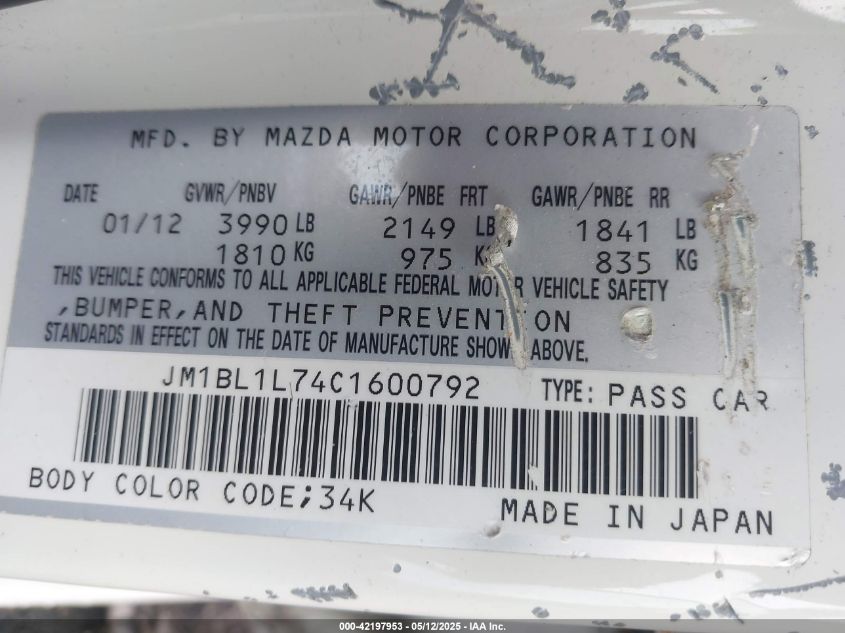 MFD. BY MAZDA MOTOR CORPORATION
DATE GVWR/PNBV GAWR/PNBE FRT GAWR/PNBE RR
01/12 3990 LB 2149 LB 1841 LB
1810 KG 975 K 835 KG
THIS VEHICLE CONFORMS TO ALL APPLICABLE FEDERAL MOTOR VEHICLE SAFETY
,BUMPER,AND THEFT PREVENTION
STANDARDS IN EFFECT ON THE DATE OF MANUFACTURE SHOWN ABOVE.
JM1BL1L74C1600792 TYPE: PASS CAR
BODY COLOR CODE;34K
MADE IN JAPAN
000-42197953 - 05/12/2025 - IAA Inc.